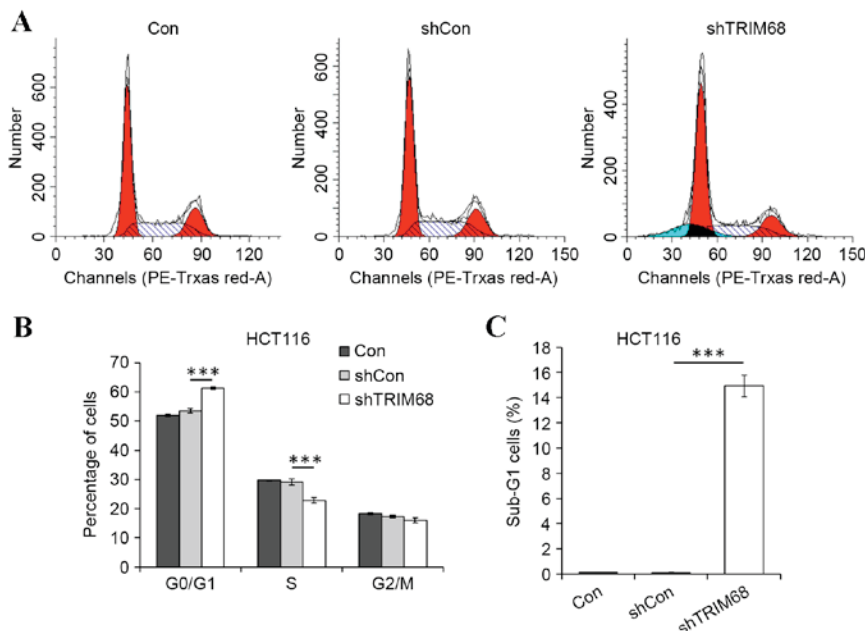 A
Con
shCon
shTRIM68
Number
600
400
200
0
0 30 60 90 120
Channels (PE-Trxas red-A)
Number
600
400
200
0
0 30 60 90 120 150
Channels (PE-Trxas red-A)
Number
400
200
0
0 30 60 90 120 150
Channels (PE-Trxas red-A)
B
HCT116
Con
shCon
shTRIM68
Percentage of cells
70
60
50
40
30
20
10
0
***
***
G0/G1 S G2/M
C
HCT116
***
Sub-G1 cells (%)
18
16
14
12
10
8
6
4
2
0
Con
shCon
shTRIM68